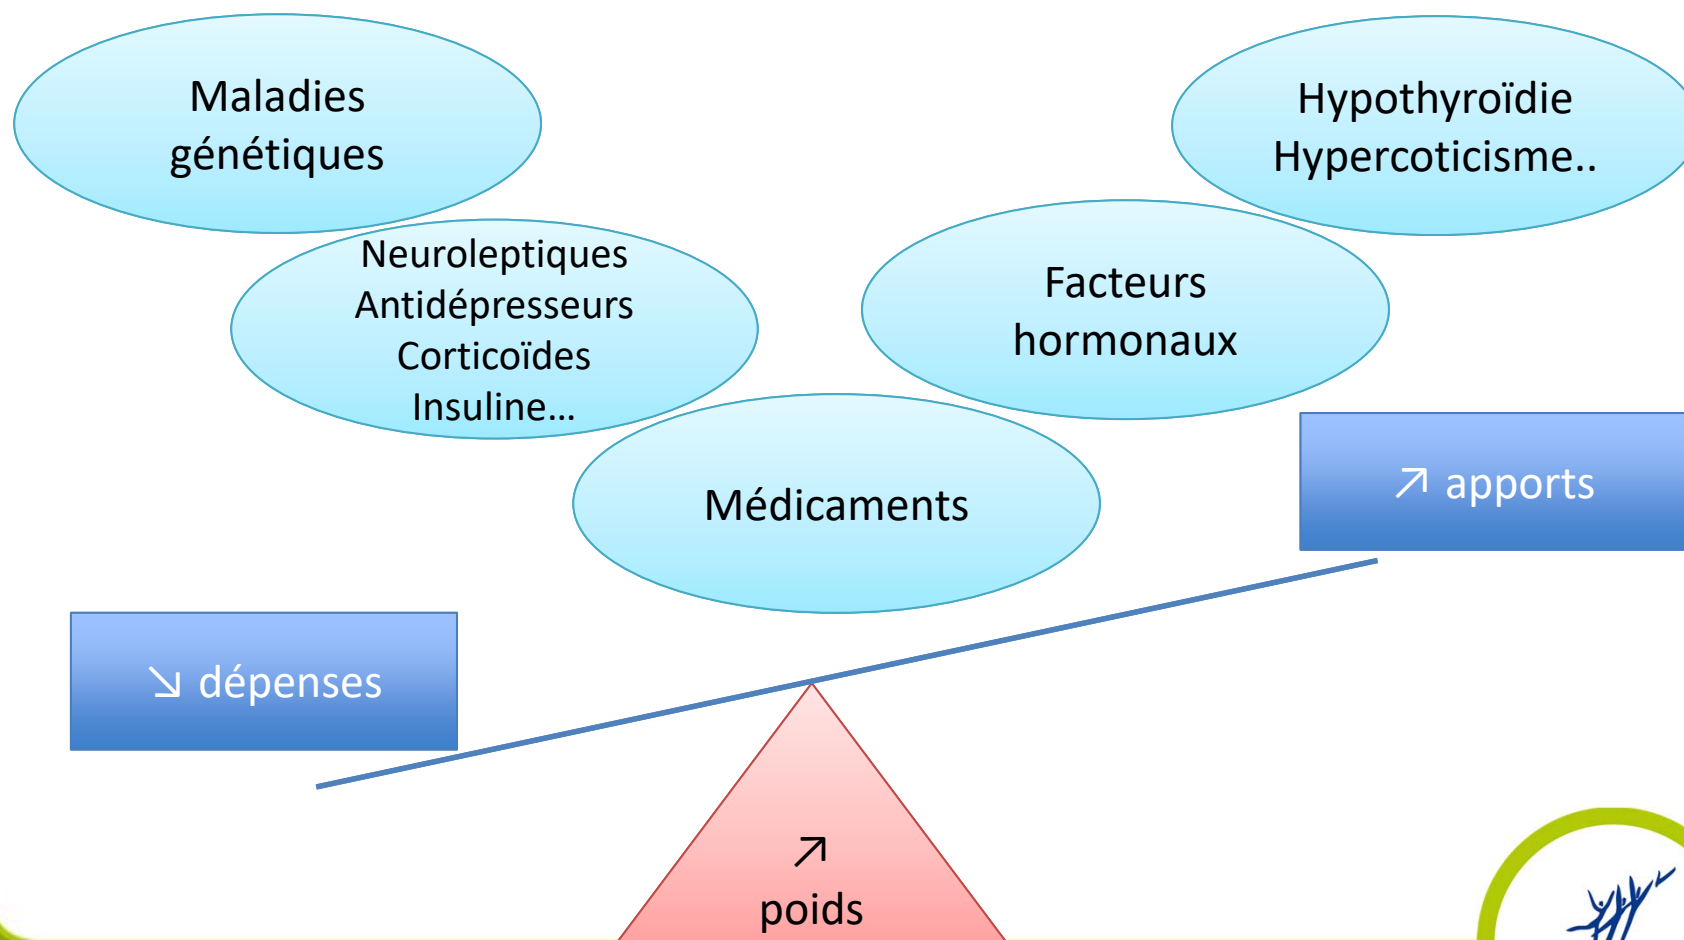 Maladies
génétiques
Hypothyroïdie
Hypercoticisme..
Neuroleptiques
Antidépresseurs
Corticoïdes
Insuline…
Facteurs
hormonaux
Médicaments
↗ apports
↘ dépenses
↗
poids